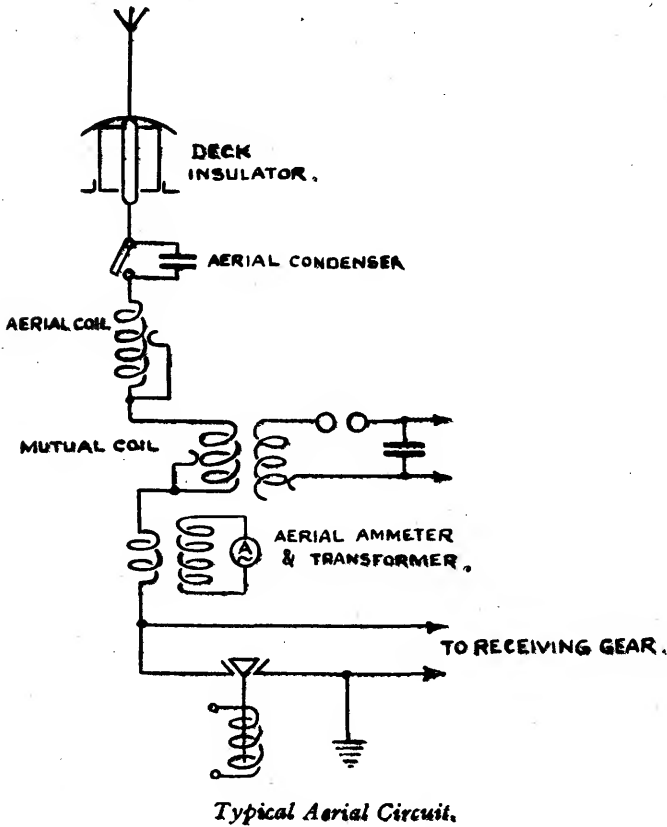 DECK
INSULATOR.
AERIAL CONDENSER
AERIAL COIL
MUTUAL COIL
AERIAL AMMETER
& TRANSFORMER.
A
TO RECEIVING GEAR.
Typical Aerial Circuit.